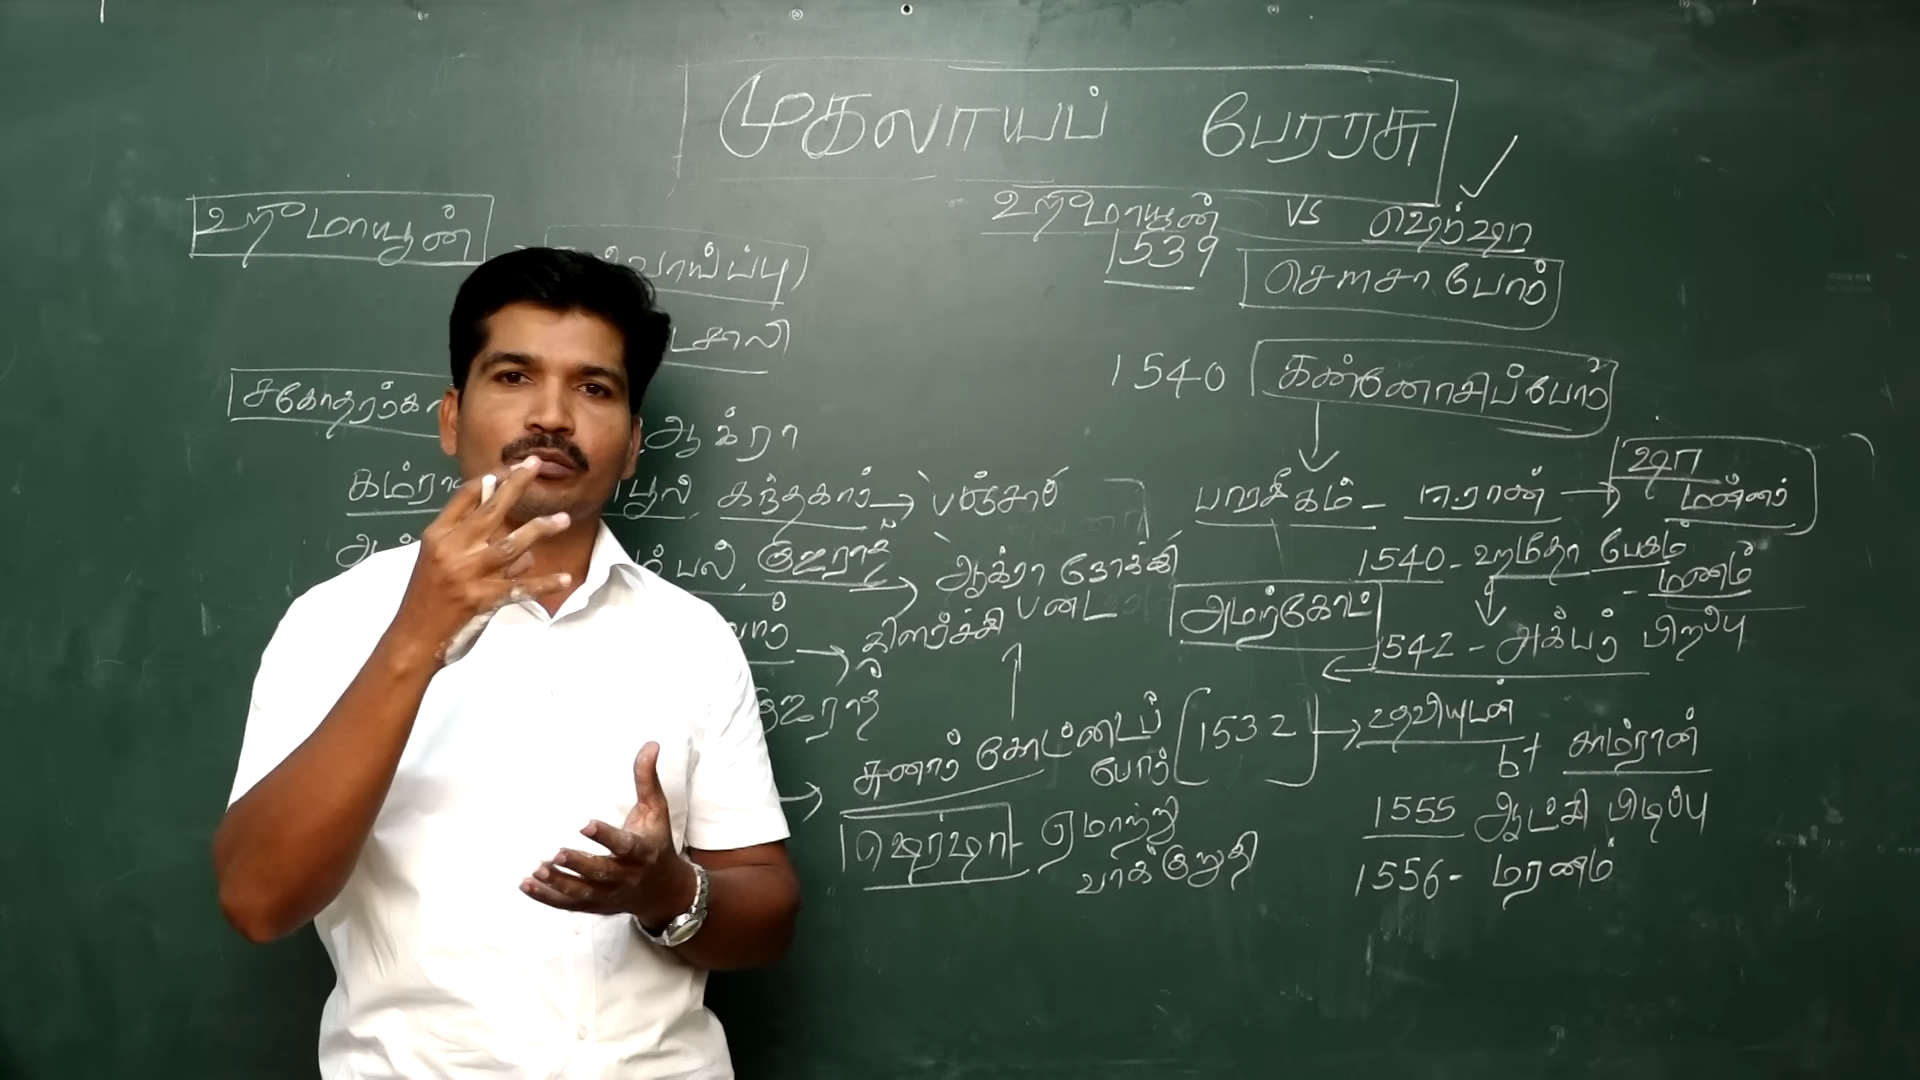 முகலாயப் பேரரசு
ஹுமாயூன்
சகோதரர்கள்
ஆக்ரா
கந்தகார் → பஞ்சாப்
குஜராத் → ஆக்ரா நோக்கி படை
→ கிளர்ச்சி
குஜராத்
→ சுனார் கோட்டைப் போர் [1532] → உதவியுடன்
ஷெர்ஷா - ஏமாற்று
வாக்குறுதி
ஹுமாயூன் VS ஷெர்ஷா
1539 சௌசா போர்
1540 கன்னோசிப்போர்
பாரசீகம் - ஈரான் → ஷா மன்னர்
1540 - ஹமீதா பேகம்
- மணம்
அமர்கோட்
1542 - அக்பர் பிறப்பு
bt காம்ரான்
1555 ஆட்சி பிடிப்பு
1556 - மரணம்